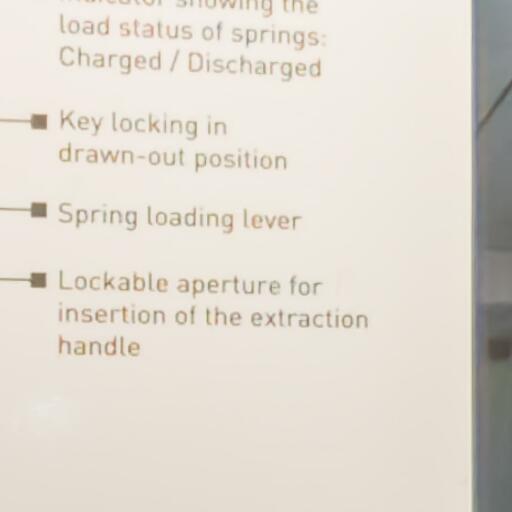 indicator showing the
load status of springs:
Charged / Discharged
Key locking in
drawn-out position
Spring loading lever
Lockable aperture for
insertion of the extraction
handle